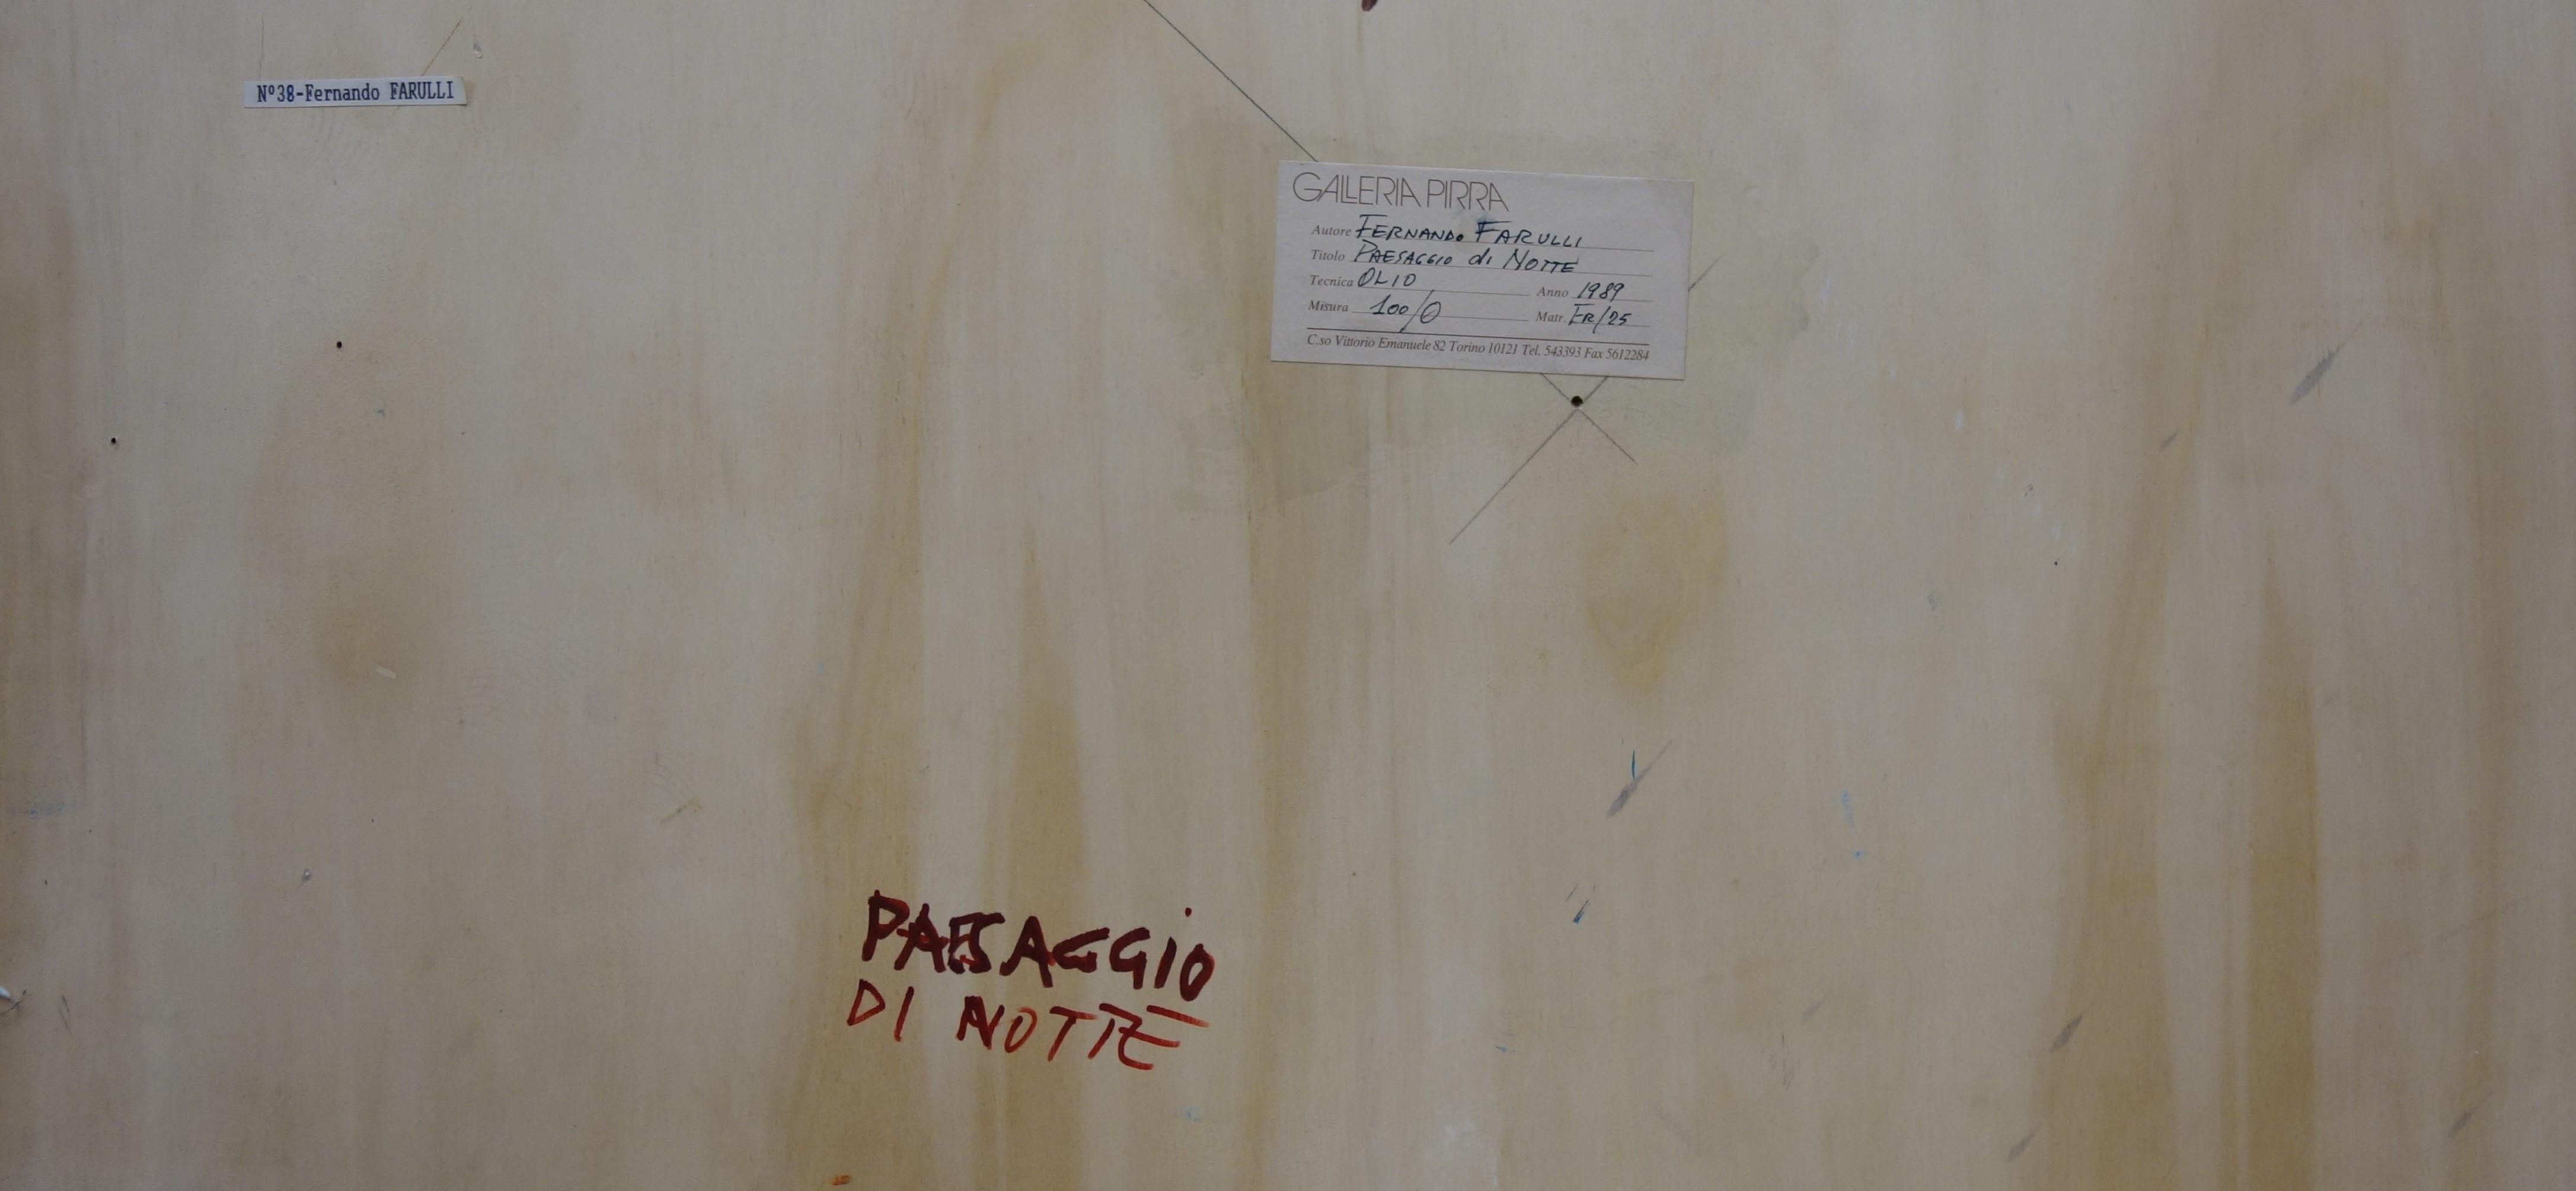 Nº38-Fernando FARULLI
GALLERIA PIRRA
Autore FERNANDO FARULLI
Titolo PAESAGGIO di NOTTE
Tecnica OLIO Anno 1989
Misura 100/0 Matr. FR/25
C.so Vittorio Emanuele 82 Torino 10121 Tel. 543393 Fax 5612284
PAESAGGIO
DI NOTTE